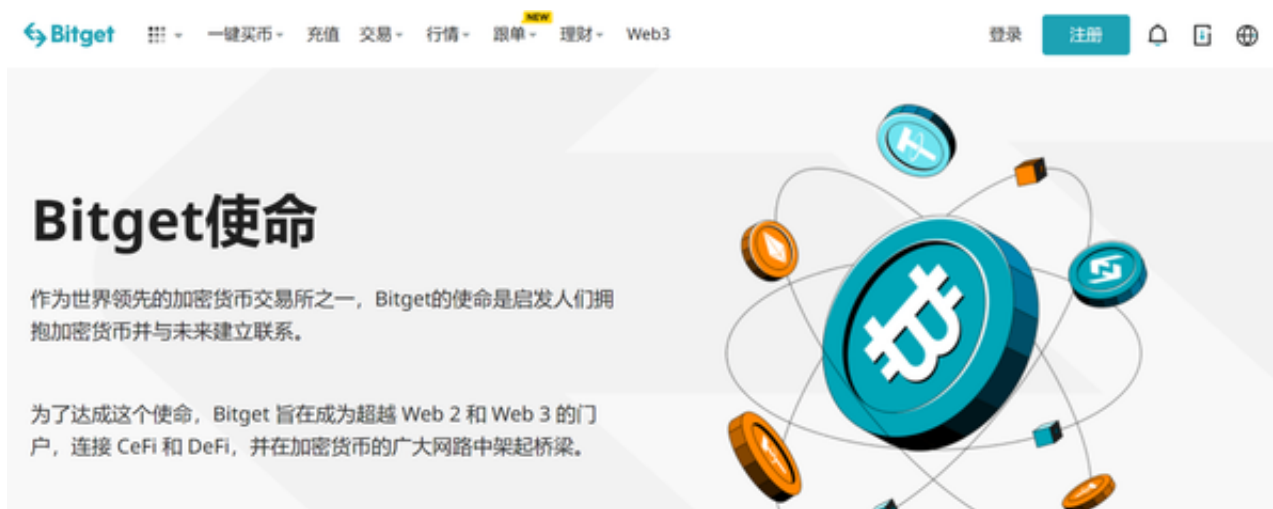 Bitget 一键买币 充值 交易 行情 跟单 NEW 理财 Web3 登录 注册
Bitget使命
作为世界领先的加密货币交易所之一，Bitget的使命是启发人们拥
抱加密货币并与未来建立联系。
为了达成这个使命，Bitget 旨在成为超越 Web 2 和 Web 3 的门
户，连接 CeFi 和 DeFi，并在加密货币的广大网路中架起桥梁。